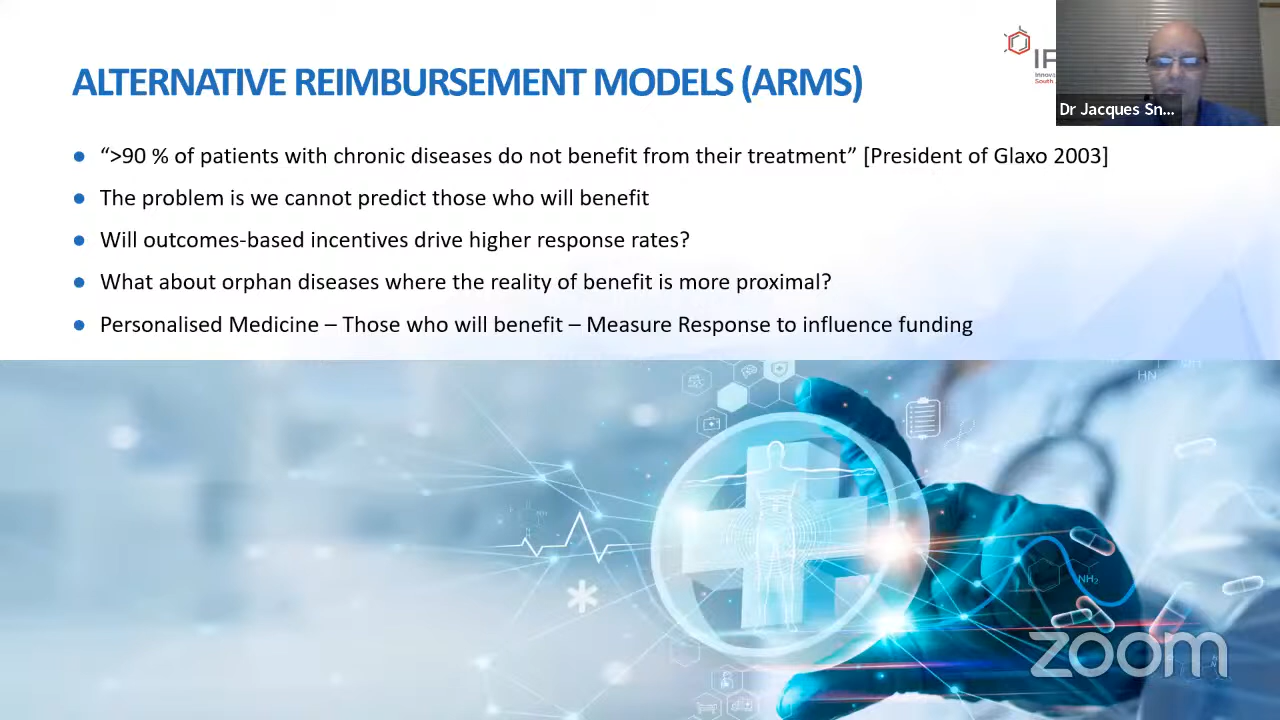 ALTERNATIVE REIMBURSEMENT MODELS (ARMS)
Dr Jacques Sn...
“>90 % of patients with chronic diseases do not benefit from their treatment” [President of Glaxo 2003]
The problem is we cannot predict those who will benefit
Will outcomes-based incentives drive higher response rates?
What about orphan diseases where the reality of benefit is more proximal?
Personalised Medicine – Those who will benefit – Measure Response to influence funding
HN
NH₂
zoom